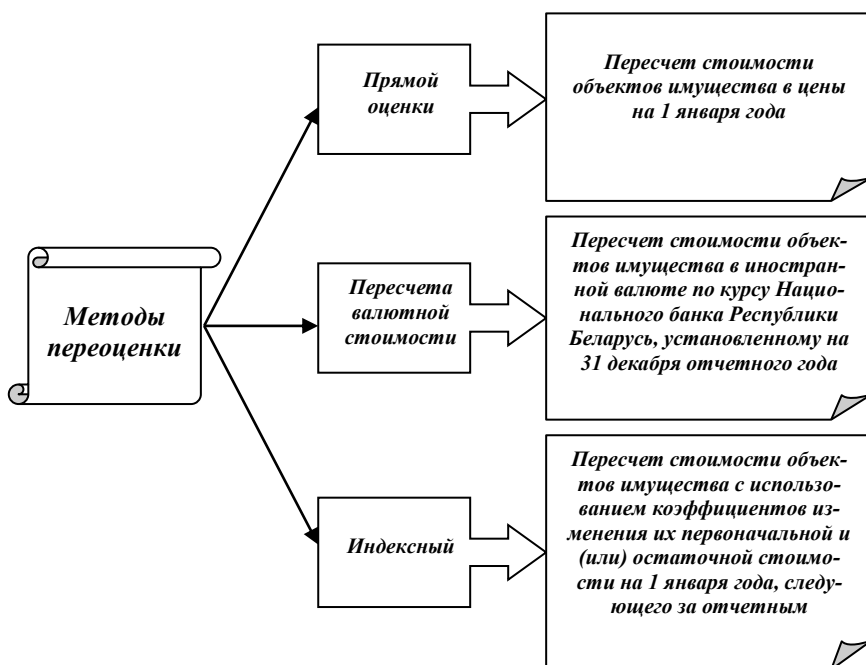 Методы
переоценки
Прямой
оценки
Пересчет стоимости
объектов имущества в цены
на 1 января года
Пересчета
валутной
стоимости
Пересчет стоимости объек-
тов имущества в иностран-
ной валюте по курсу Нацио-
нального банка Республики
Беларусь, установленному на
31 декабря отчетного года
Индексный
Пересчет стоимости объек-
тов имущества с использо-
ванием коэффициентов из-
менения их первоначальной и
(или) остаточной стоимо-
сти на 1 января года, следу-
ющего за отчетным